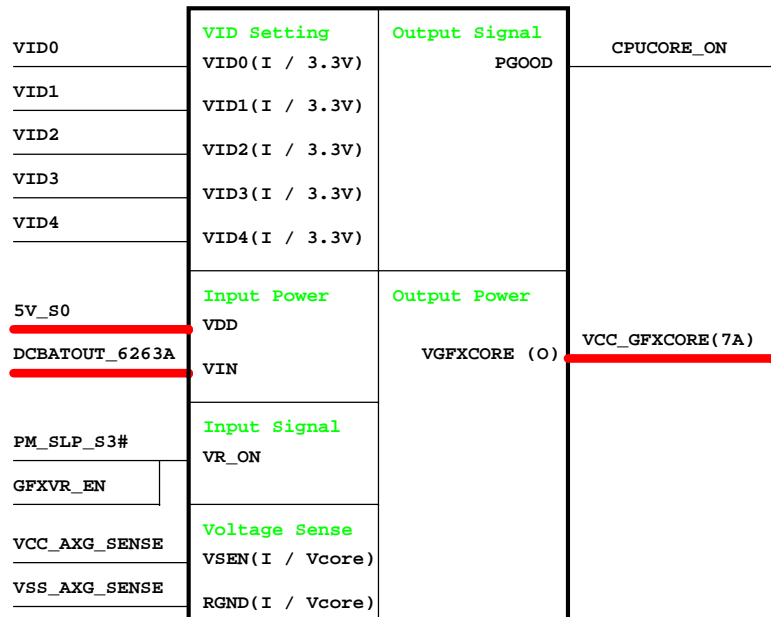 VID Setting
Output Signal
VID0
VID0(I / 3.3V)
PGOOD
CPUCORE_ON
VID1
VID1(I / 3.3V)
VID2
VID2(I / 3.3V)
VID3
VID3(I / 3.3V)
VID4
VID4(I / 3.3V)
Input Power
Output Power
5V_S0
VDD
DCBATOUT_6263A
VIN
VGFXCORE (O)
VCC_GFXCORE(7A)
Input Signal
PM_SLP_S3#
VR_ON
GFXVR_EN
Voltage Sense
VCC_AXG_SENSE
VSEN(I / Vcore)
VSS_AXG_SENSE
RGND(I / Vcore)